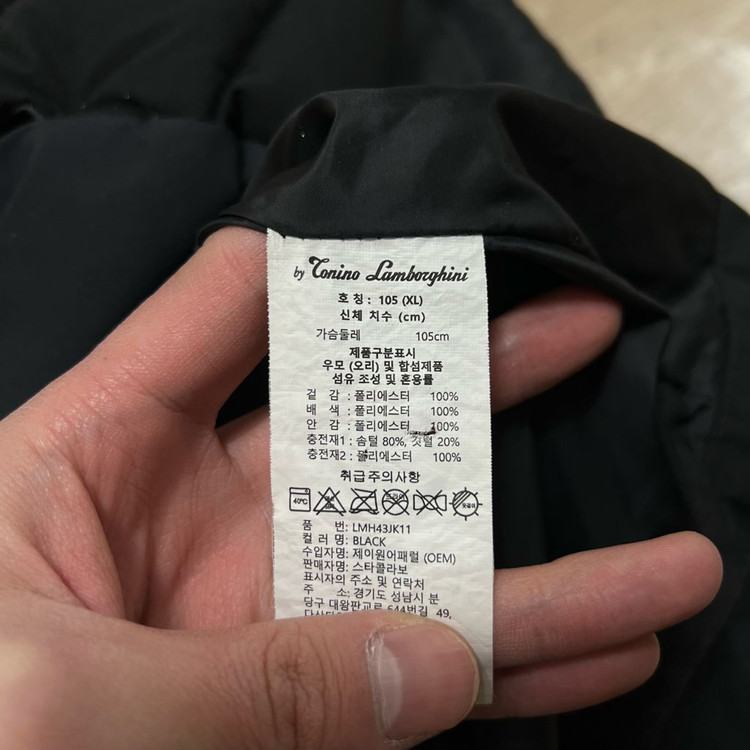 by Tonino Lamborghini
호 칭 : 105 (XL)
신체 치수 (cm)
가슴둘레 105cm
제품구분표시
우모 (오리) 및 합섬제품
섬유 조성 및 혼용률
겉 감 : 폴리에스터 100%
배 색 : 폴리에스터 100%
안 감 : 폴리에스터 100%
충전재1 : 솜털 80%, 깃털 20%
충전재2 : 폴리에스터 100%
취급주의사항
40℃
품 번: LMH43JK11
컬 러 명: BLACK
수입자명: 제이원어패럴 (OEM)
판매자명: 스타콜라보
표시자의 주소 및 연락처
주 소: 경기도 성남시 분
당구 대왕판교로 644번길 49,